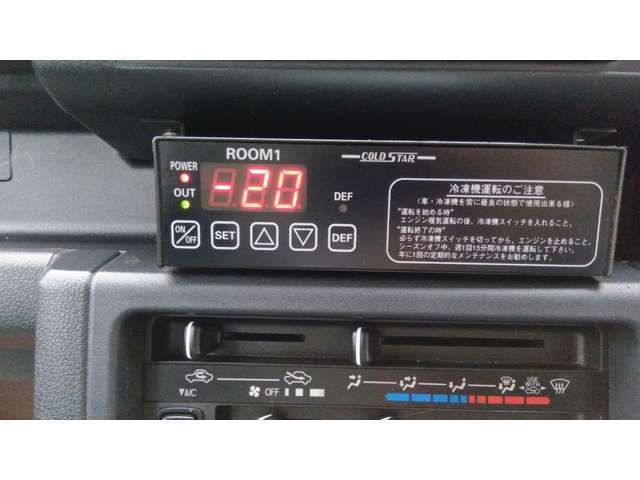 ROOM1
COLD STAR
POWER
-20
OUT
DEF
ON/OFF
SET
DEF
冷凍機運転のご注意
(車・冷凍機を常に最良の状態で使用出来る様)
"運転を始める時"
エンジン暖気運転の後、冷凍機スイッチを入れること。
"運転終了の時"
必らず冷凍機スイッチを切ってから、エンジンを止めること。
シーズンオフ中、週1回15分間冷凍機を運転して下さい。
年に1回の定期的なメンテナンスをお勧めします。
▼A/C
OFF
USE WITH